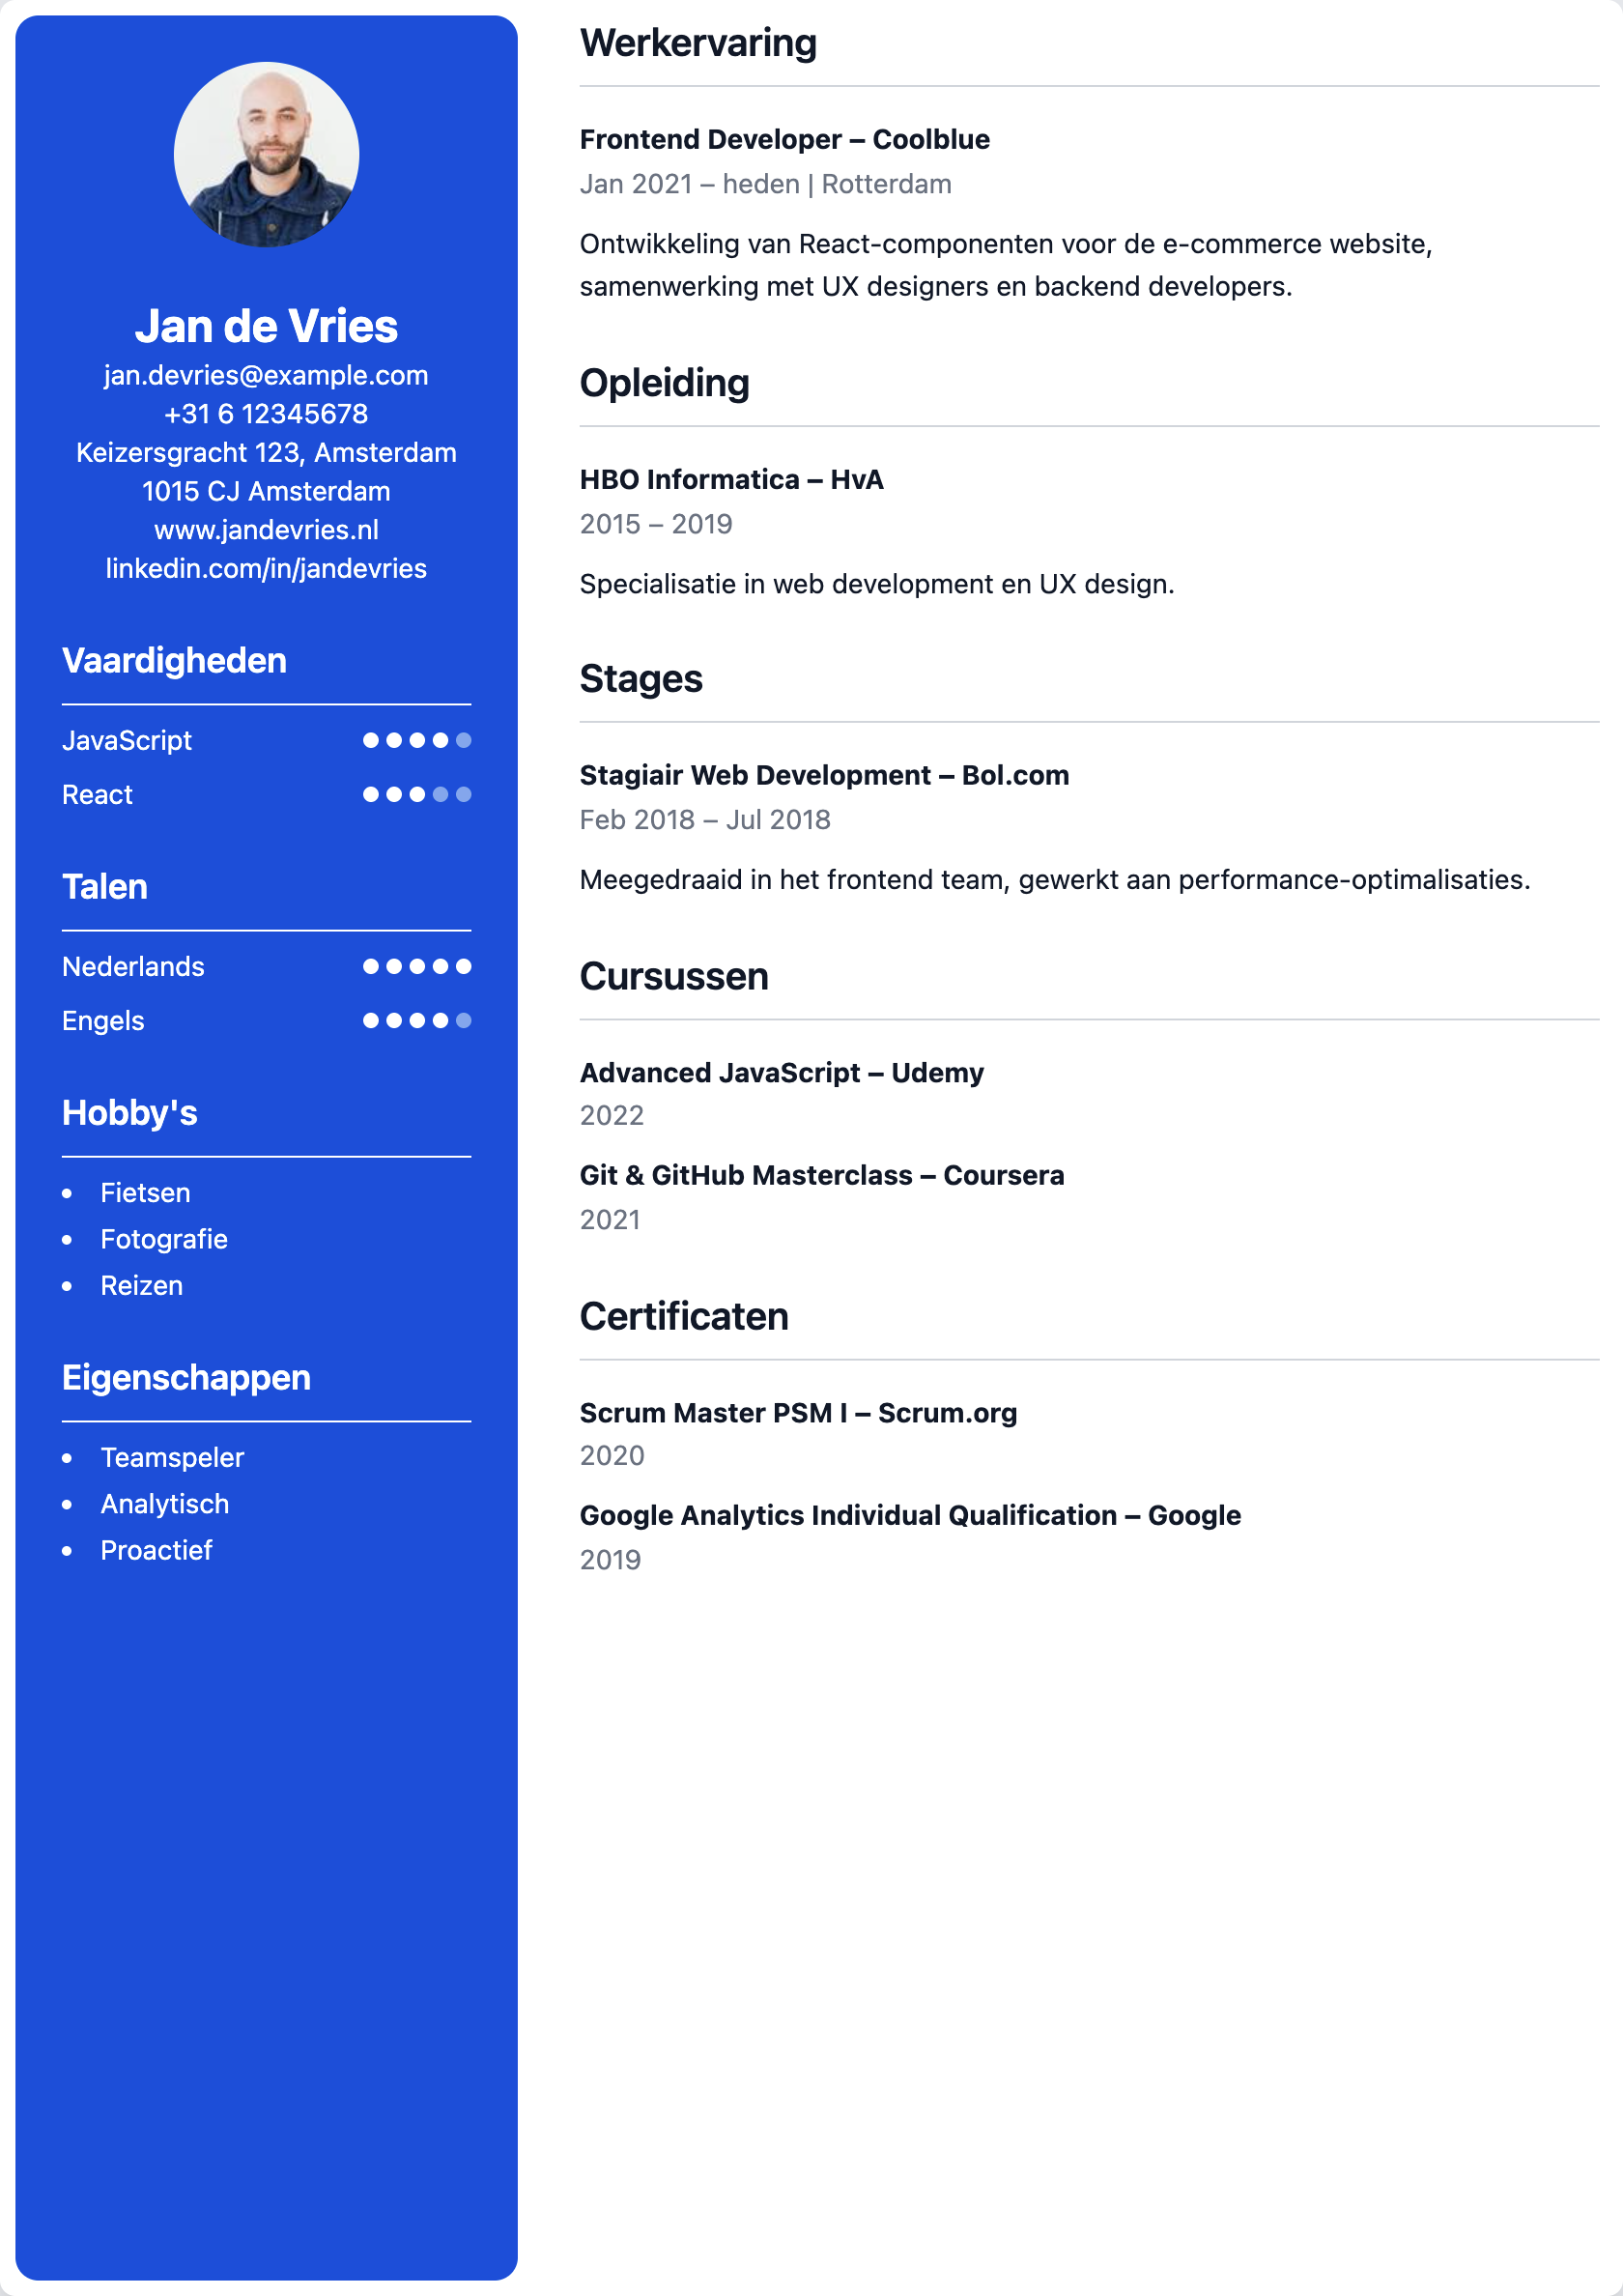 Jan de Vries
jan.devries@example.com
+31 6 12345678
Keizersgracht 123, Amsterdam
1015 CJ Amsterdam
www.jandevries.nl
linkedin.com/in/jandevries
Vaardigheden
JavaScript
React
Talen
Nederlands
Engels
Hobby's
• Fietsen
• Fotografie
• Reizen
Eigenschappen
• Teamspeler
• Analytisch
• Proactief
Werkervaring
Frontend Developer – Coolblue
Jan 2021 – heden | Rotterdam
Ontwikkeling van React-componenten voor de e-commerce website,
samenwerking met UX designers en backend developers.
Opleiding
HBO Informatica – HvA
2015 – 2019
Specialisatie in web development en UX design.
Stages
Stagiair Web Development – Bol.com
Feb 2018 – Jul 2018
Meegedraaid in het frontend team, gewerkt aan performance-optimalisaties.
Cursussen
Advanced JavaScript – Udemy
2022
Git & GitHub Masterclass – Coursera
2021
Certificaten
Scrum Master PSM I – Scrum.org
2020
Google Analytics Individual Qualification – Google
2019